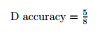 D accuracy = 5/8